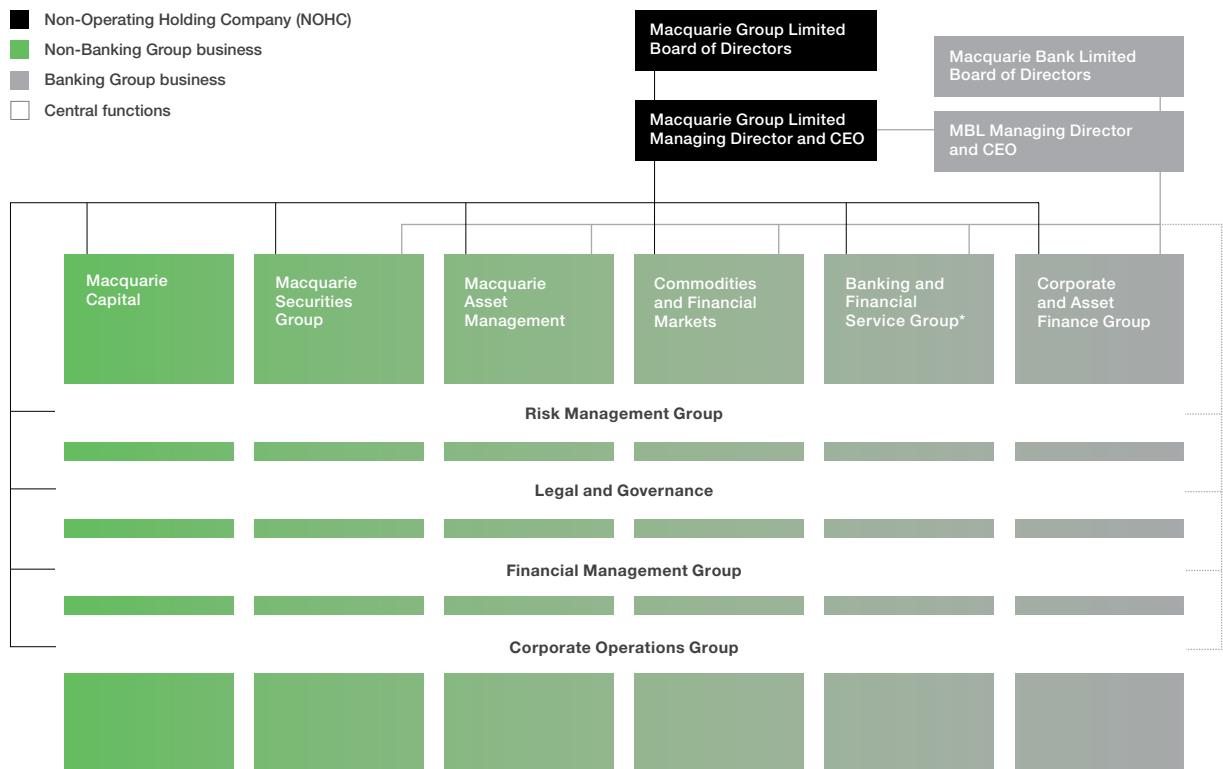 Non-Operating Holding Company (NOHC)
Non-Banking Group business
Banking Group business
Central functions
Macquarie Group Limited
Board of Directors
Macquarie Bank Limited
Board of Directors
Macquarie Group Limited
Managing Director and CEO
MBL Managing Director
and CEO
Macquarie
Capital
Macquarie
Securities
Group
Macquarie
Asset
Management
Commodities
and Financial
Markets
Banking and
Financial
Service Group*
Corporate
and Asset
Finance Group
Risk Management Group
Legal and Governance
Financial Management Group
Corporate Operations Group